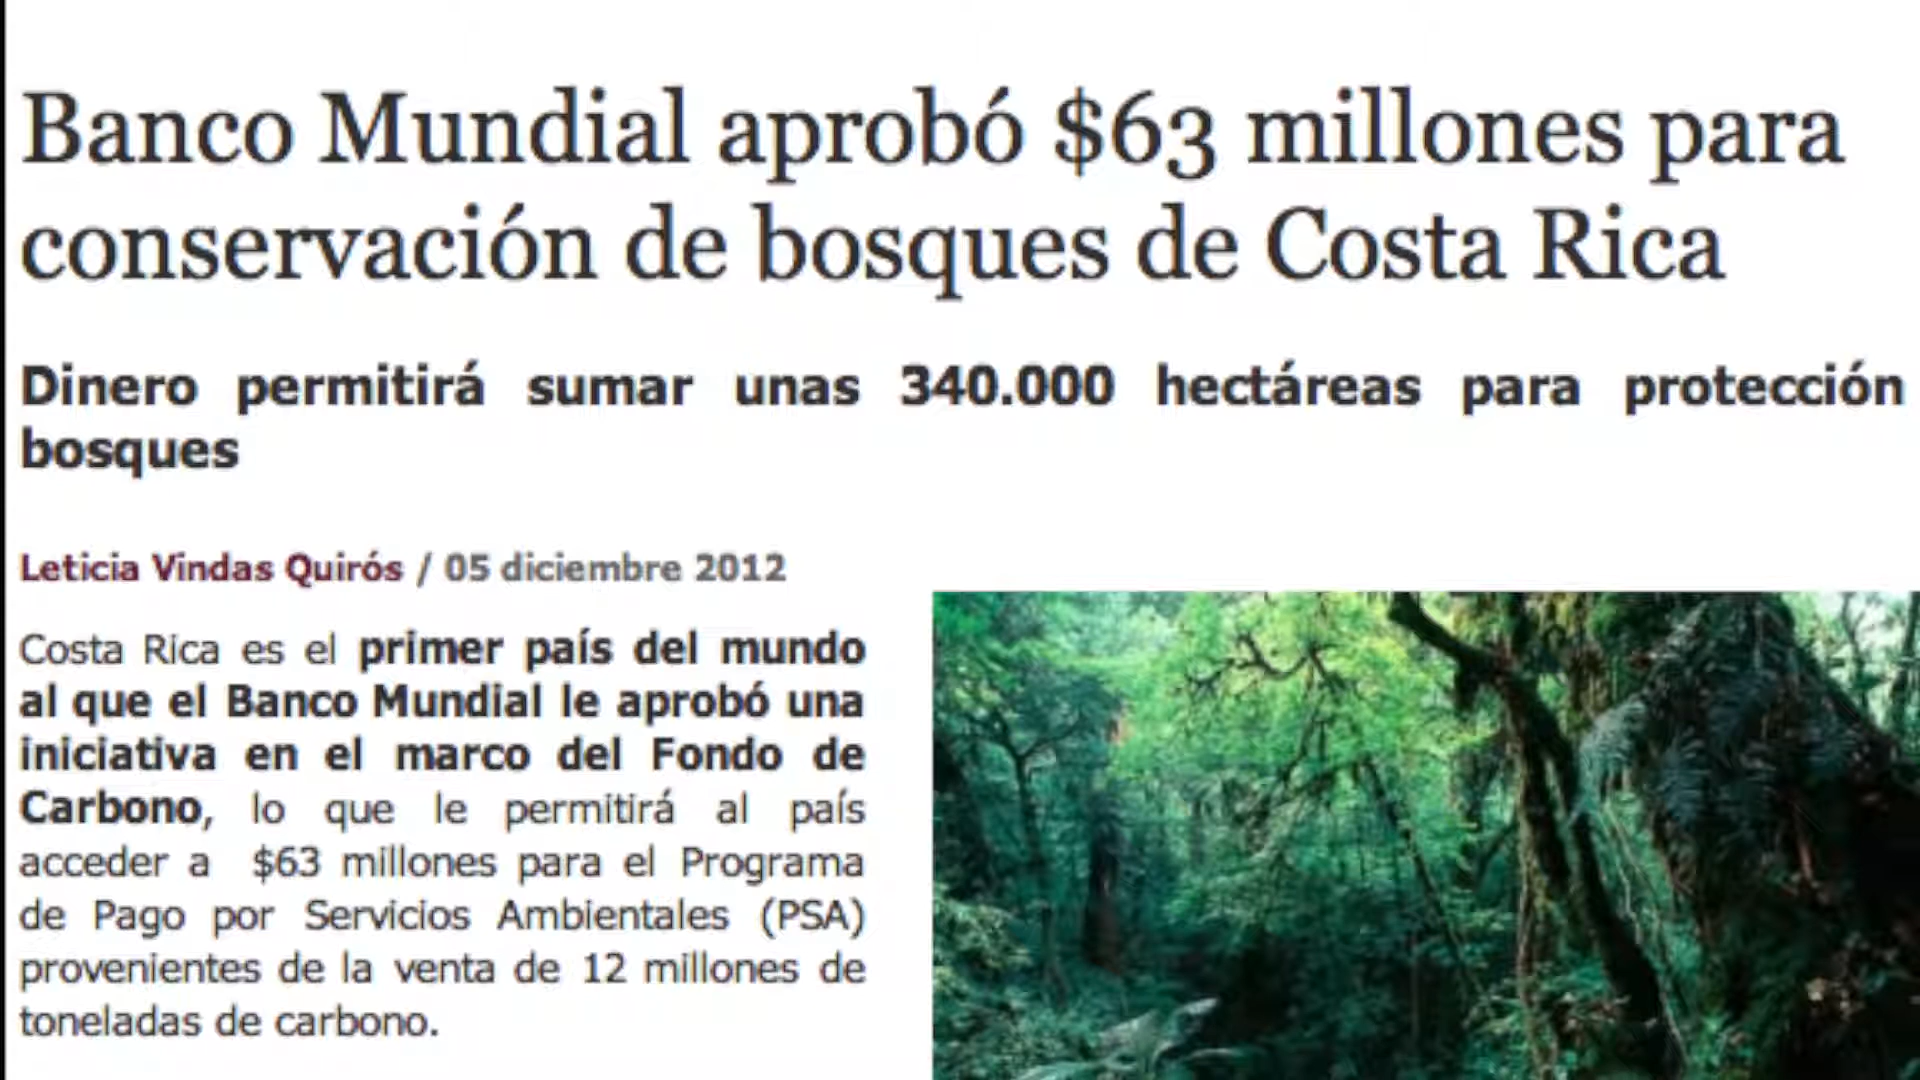 Banco Mundial aprobó $63 millones para
conservación de bosques de Costa Rica
Dinero permitirá sumar unas 340.000 hectáreas para protección
bosques
Leticia Vindas Quirós / 05 diciembre 2012
Costa Rica es el primer país del mundo
al que el Banco Mundial le aprobó una
iniciativa en el marco del Fondo de
Carbono, lo que le permitirá al país
acceder a $63 millones para el Programa
de Pago por Servicios Ambientales (PSA)
provenientes de la venta de 12 millones de
toneladas de carbono.